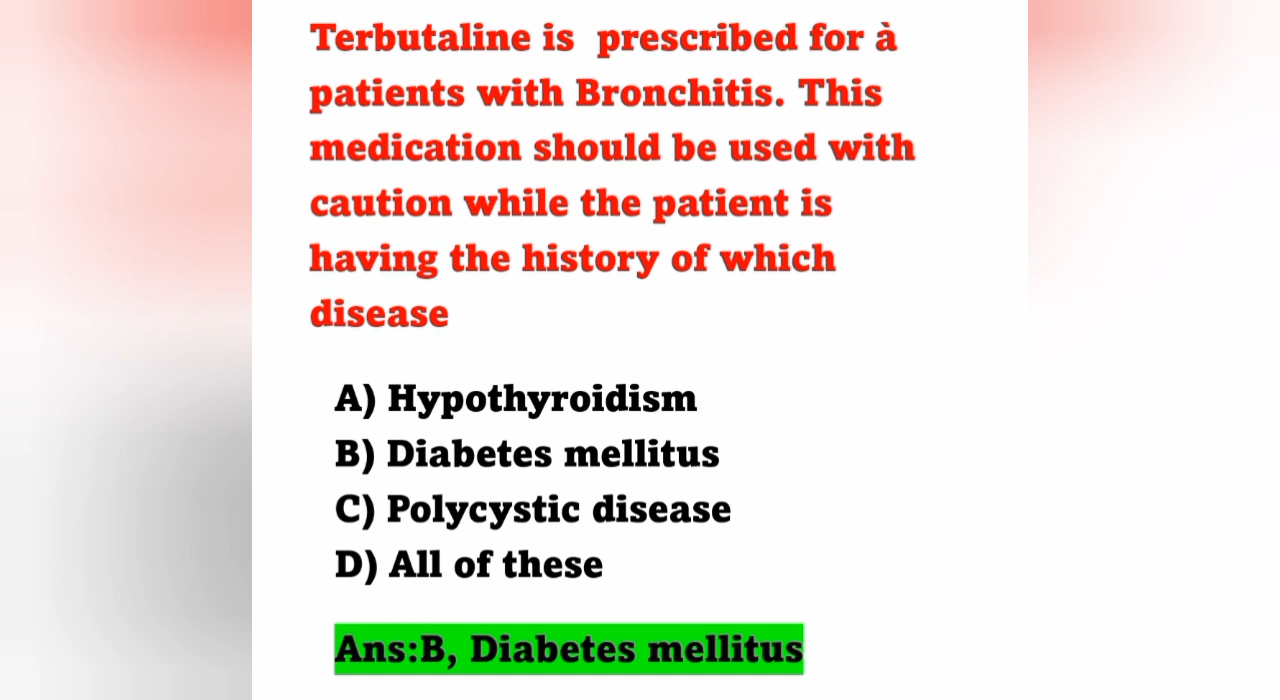 Terbutaline is prescribed for à
patients with Bronchitis. This
medication should be used with
caution while the patient is
having the history of which
disease
A) Hypothyroidism
B) Diabetes mellitus
C) Polycystic disease
D) All of these
Ans:B, Diabetes mellitus